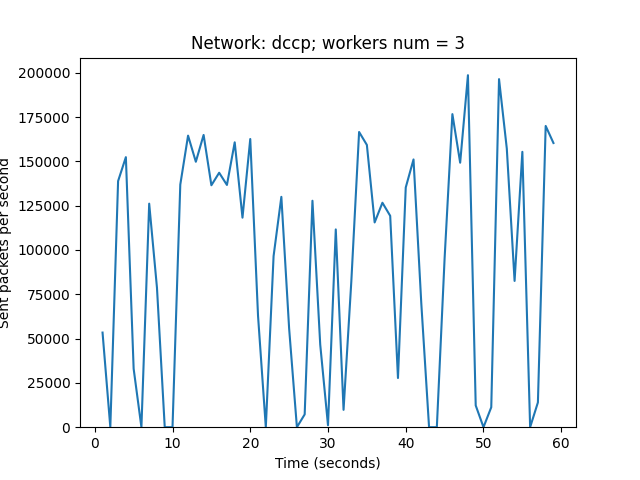 Network: dccp; workers num = 3
Sent packets per second
200000
175000
150000
125000
100000
75000
50000
25000
0
0 10 20 30 40 50 60
Time (seconds)